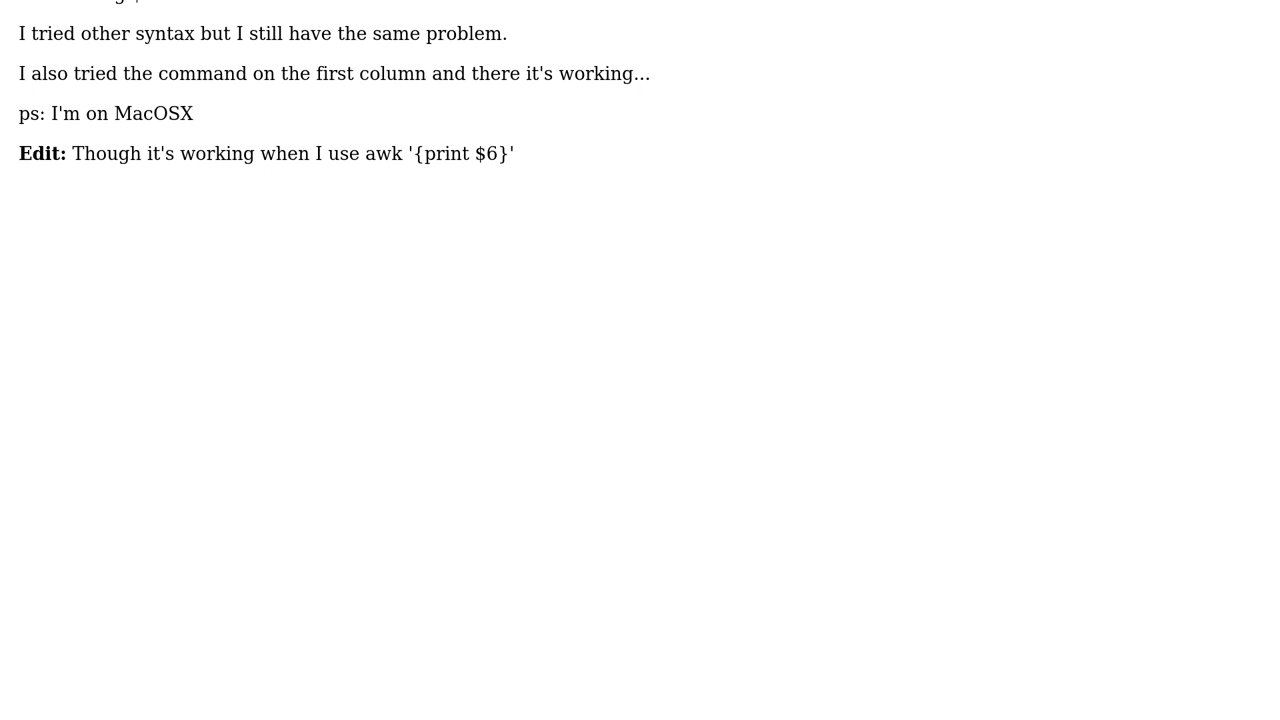 I tried other syntax but I still have the same problem.
I also tried the command on the first column and there it's working...
ps: I'm on MacOSX
Edit: Though it's working when I use awk '{print $6}'